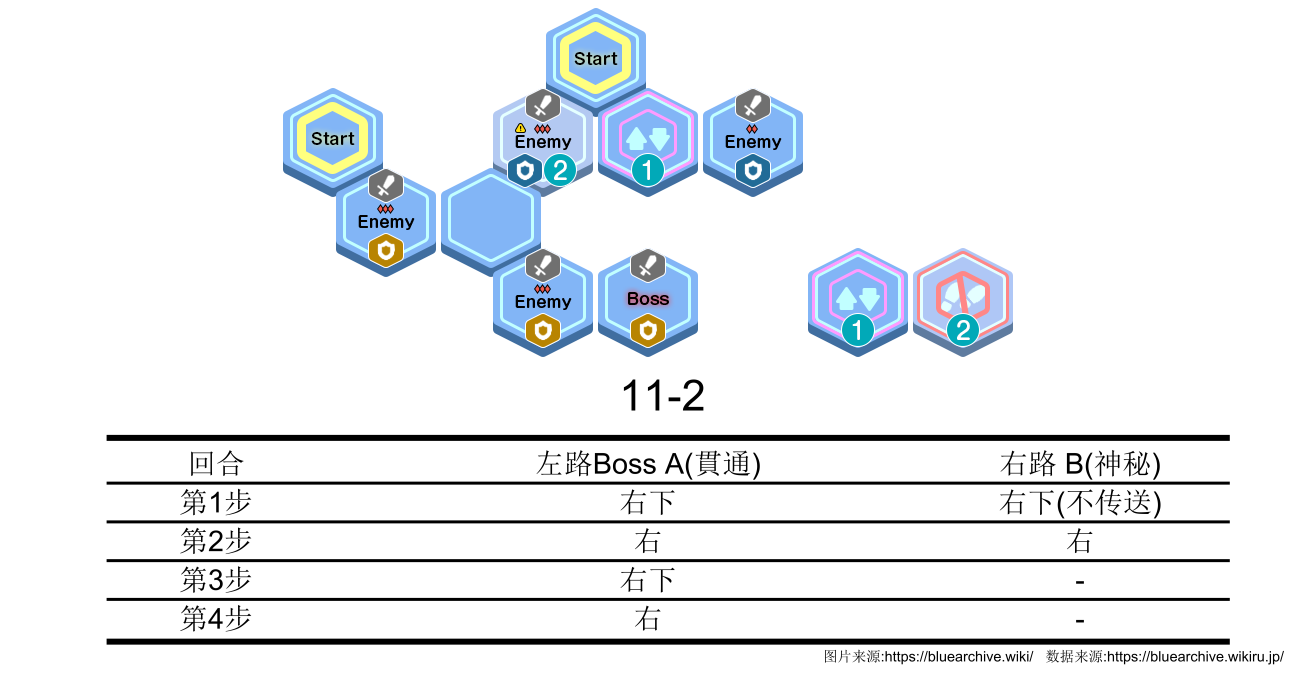 Start
Start
Enemy
2
1
Enemy
Enemy
Enemy
Boss
1
2
11-2
回合 左路Boss A(貫通) 右路 B(神秘)
第1步 右下 右下(不传送)
第2步 右 右
第3步 右下 -
第4步 右 -
图片来源:https://bluearchive.wiki/ 数据来源:https://bluearchive.wikiru.jp/